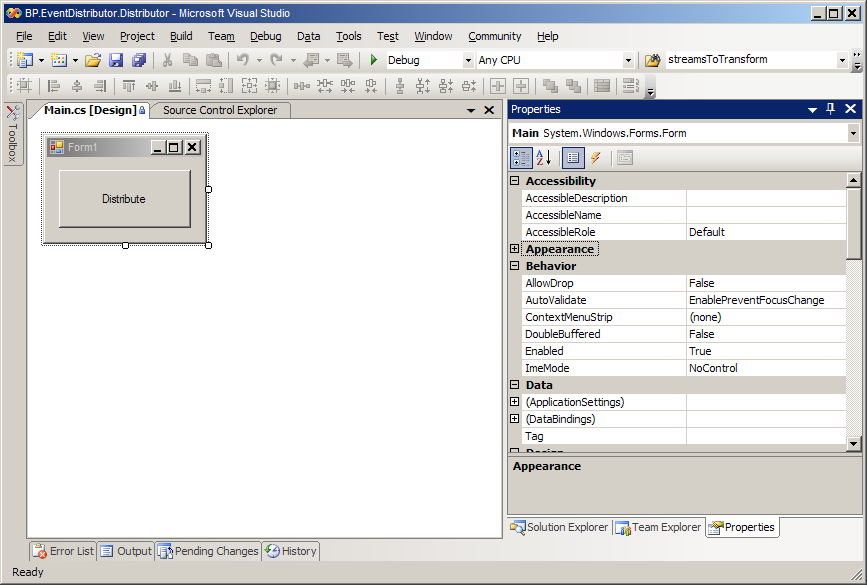 BP.EventDistributor.Distributor - Microsoft Visual Studio
File Edit View Project Build Team Debug Data Tools Test Window Community Help
Debug Any CPU streamsToTransform
Toolbox
Main.cs [Design] Source Control Explorer
Form1
Distribute
Properties
Main System.Windows.Forms.Form
Accessibility
AccessibleDescription
AccessibleName
AccessibleRole Default
Appearance
Behavior
AllowDrop False
AutoValidate EnablePreventFocusChange
ContextMenuStrip (none)
DoubleBuffered False
Enabled True
ImeMode NoControl
Data
(ApplicationSettings)
(DataBindings)
Tag
Design
Appearance
Solution Explorer Team Explorer Properties
Error List Output Pending Changes History
Ready